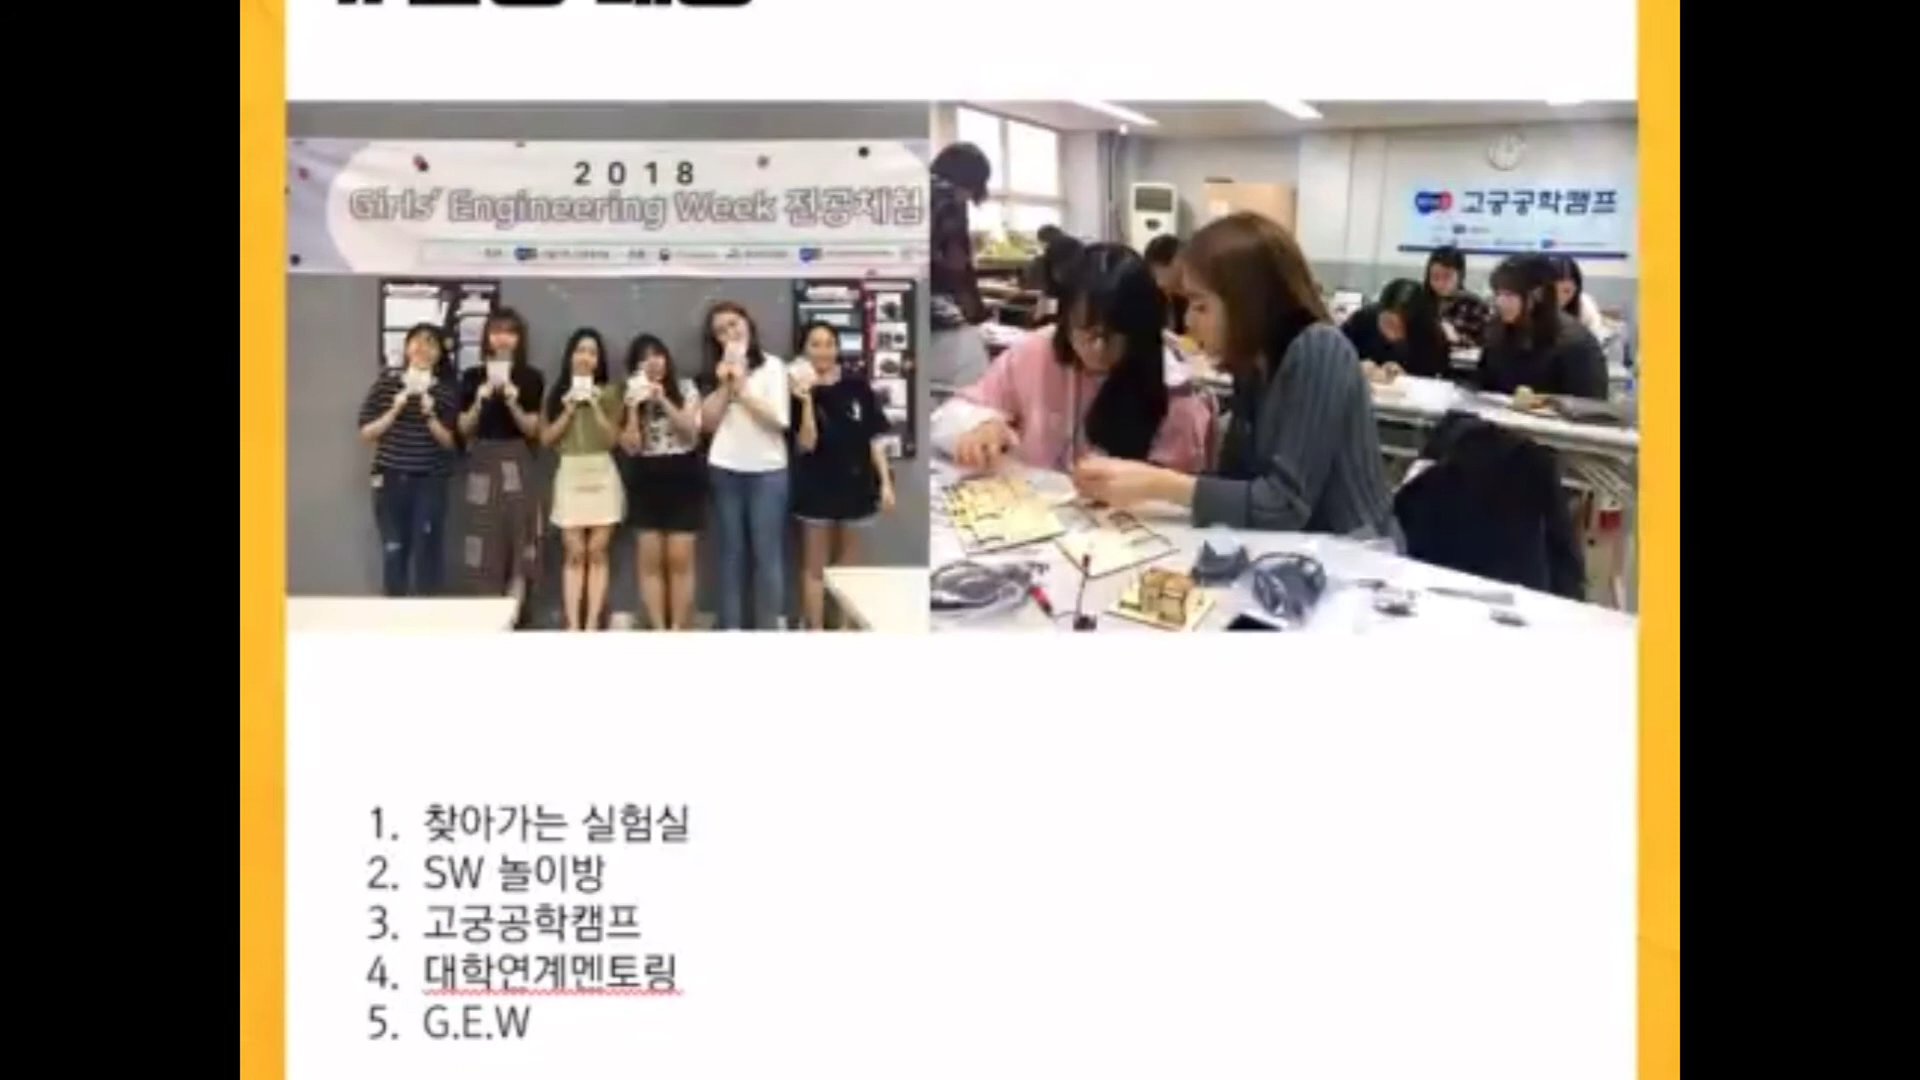 2018
Girls' Engineering Week 전공체험
고궁공학캠프
1. 찾아가는 실험실
2. SW 놀이방
3. 고궁공학캠프
4. 대학연계멘토링
5. G.E.W